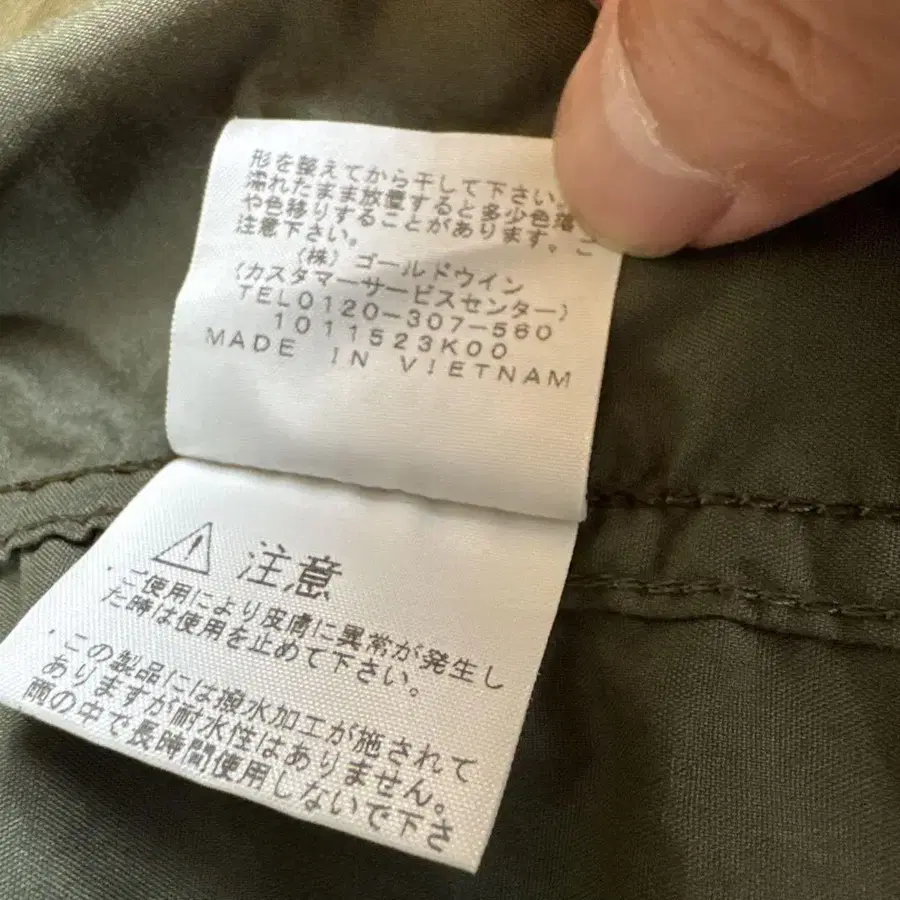 形を整えてから干して下さい。
濡れたまま放置すると多少色落
や色移りすることがあります。ご
注意下さい。
(株)ゴールドウイン
(カスタマーサービスセンター)
TEL0120-307-560
1011523K00
MADE IN VIETNAM
注意
・ご使用により皮膚に異常が発生し
た時は使用を止めて下さい。
・この製品には撥水加工が施されて
ありますが耐水性はありません。
雨の中で長時間使用しないで下さ